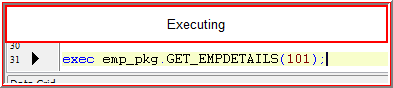 Executing
30
31 exec emp_pkg.GET_EMPDETAILS(101);
Data Grid